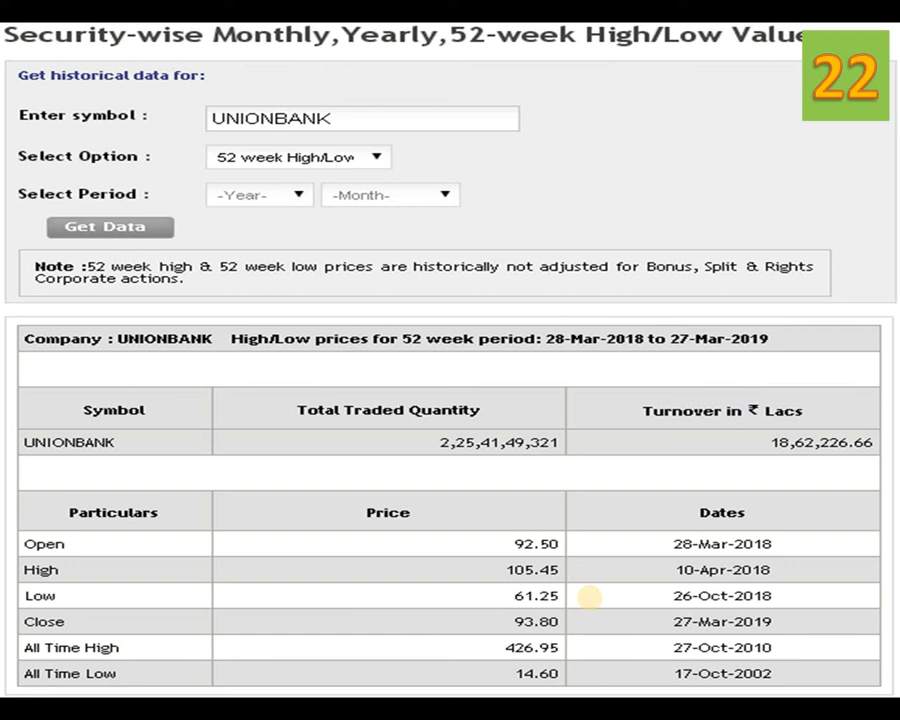 Security-wise Monthly,Yearly,52-week High/Low Value
22
Get historical data for:
Enter symbol : UNIONBANK
Select Option : 52 week High/Low
Select Period : -Year- -Month-
Get Data
Note :52 week high & 52 week low prices are historically not adjusted for Bonus, Split & Rights
Corporate actions.
Company : UNIONBANK High/Low prices for 52 week period: 28-Mar-2018 to 27-Mar-2019
Symbol Total Traded Quantity Turnover in ₹ Lacs
UNIONBANK 2,25,41,49,321 18,62,226.66
Particulars Price Dates
Open 92.50 28-Mar-2018
High 105.45 10-Apr-2018
Low 61.25 26-Oct-2018
Close 93.80 27-Mar-2019
All Time High 426.95 27-Oct-2010
All Time Low 14.60 17-Oct-2002